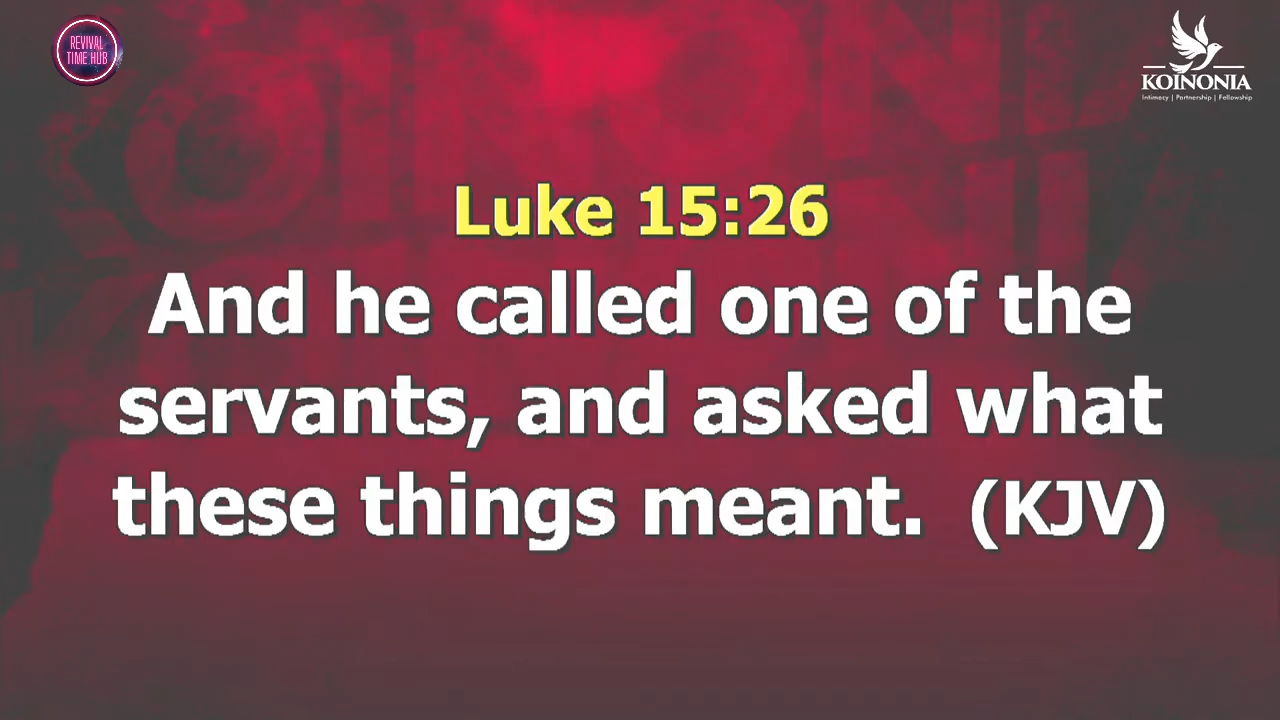 REVIVAL
TIME HUB
KOINONIA
Intimacy | Partnership | Fellowship
Luke 15:26
And he called one of the
servants, and asked what
these things meant. (KJV)